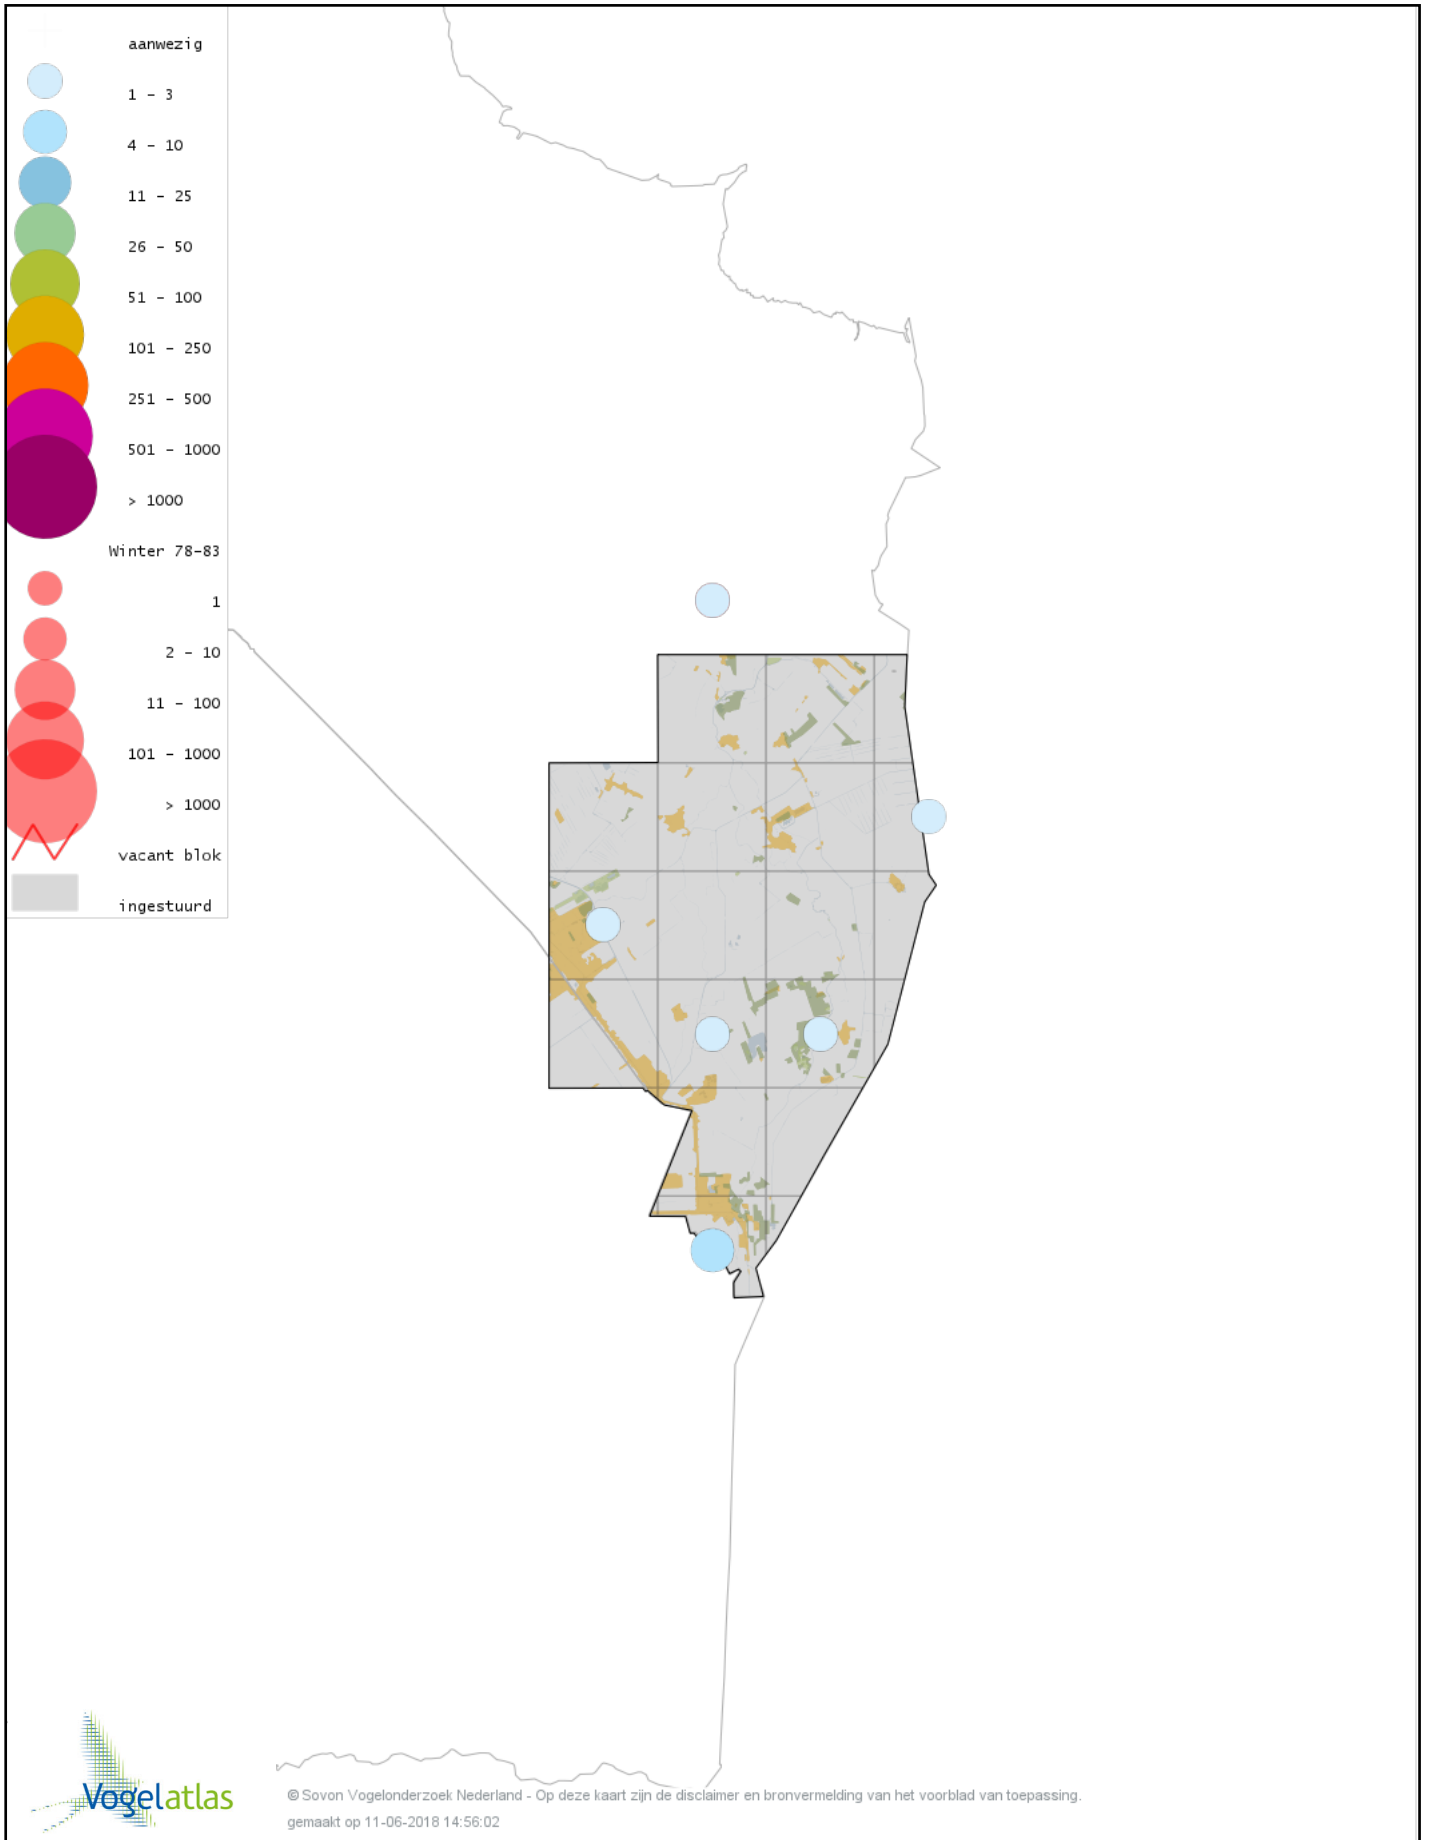 aanwezig
1 - 3
4 - 10
11 - 25
26 - 50
51 - 100
101 - 250
251 - 500
501 - 1000
> 1000
Winter 78-83
1
2 - 10
11 - 100
101 - 1000
> 1000
vacant blok
ingestuurd
Vogelatlas
© Sovon Vogelonderzoek Nederland - Op deze kaart zijn de disclaimer en bronvermelding van het voorblad van toepassing.
gemaakt op 11-06-2018 14:56:02